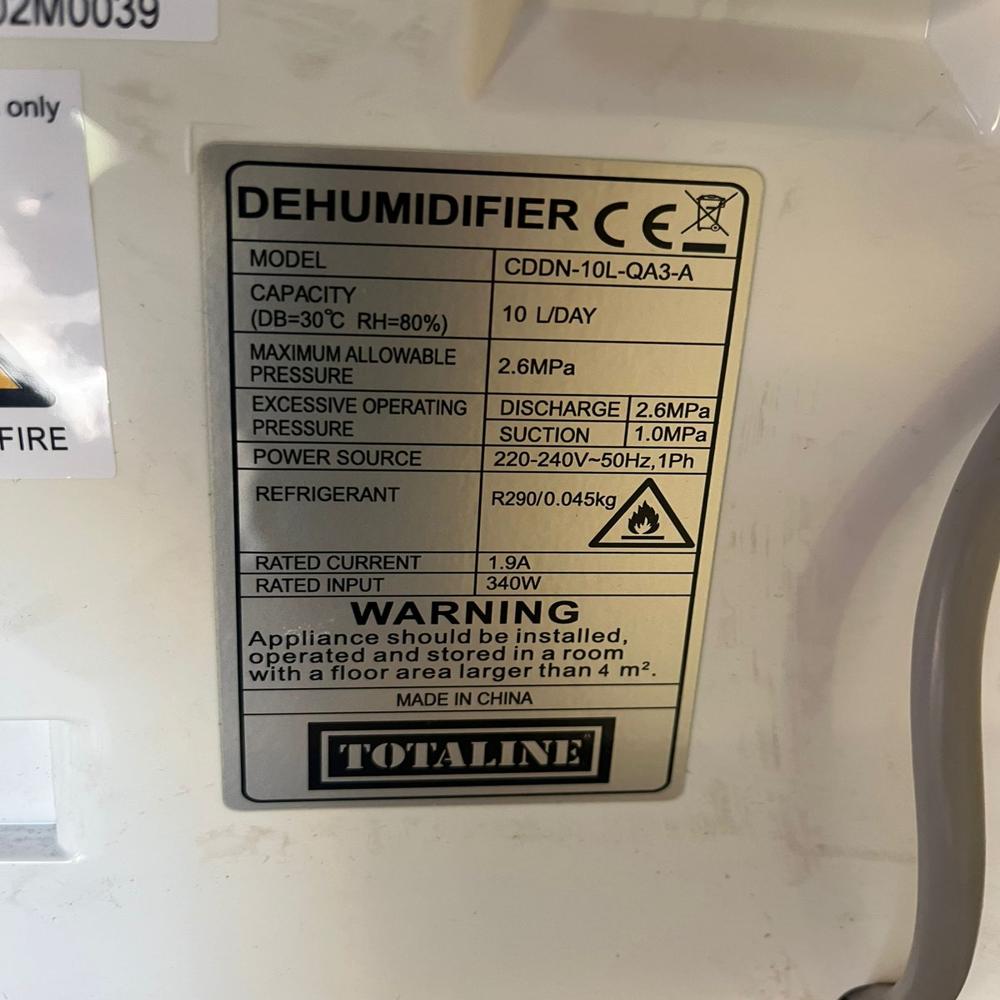 02M0039
only
FIRE
DEHUMIDIFIER CE
MODEL CDDN-10L-QA3-A
CAPACITY
(DB=30℃ RH=80%) 10 L/DAY
MAXIMUM ALLOWABLE
PRESSURE 2.6MPa
EXCESSIVE OPERATING
PRESSURE
DISCHARGE 2.6MPa
SUCTION 1.0MPa
POWER SOURCE 220-240V~50Hz,1Ph
REFRIGERANT R290/0.045kg
RATED CURRENT 1.9A
RATED INPUT 340W
WARNING
Appliance should be installed,
operated and stored in a room
with a floor area larger than 4 m².
MADE IN CHINA
TOTALINE